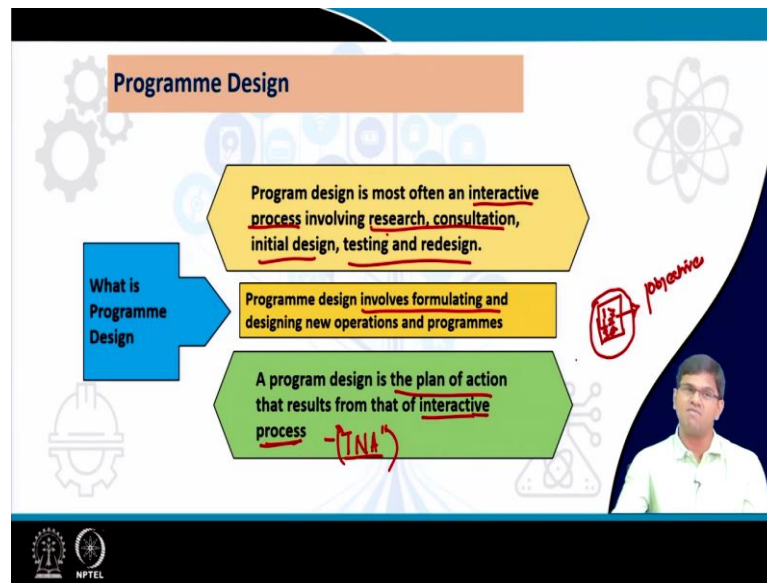 Programme Design
Program design is most often an interactive
process involving research, consultation,
initial design, testing and redesign.
What is
Programme
Design
Programme design involves formulating and
designing new operations and programmes
objective
A program design is the plan of action
that results from that of interactive
process -("TNA")
NPTEL